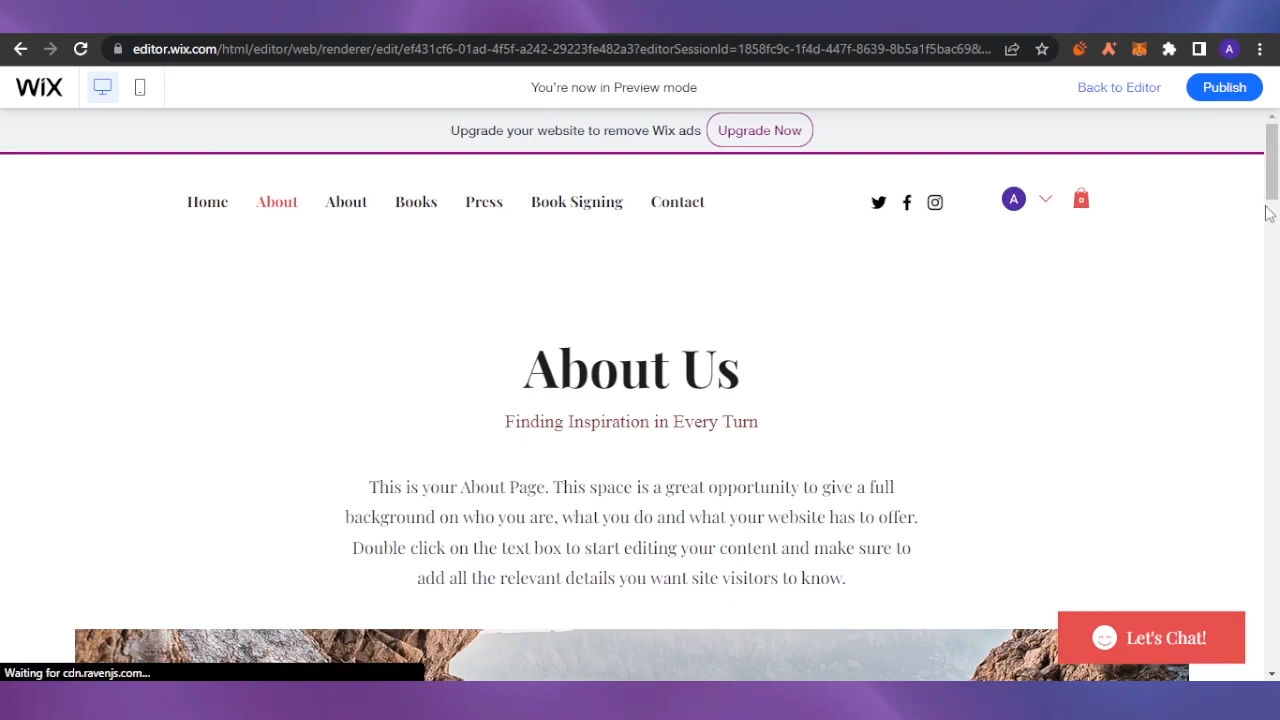 editor.wix.com/html/editor/web/renderer/edit/ef431cf6-01ad-4f5f-a242-29223fe482a3?editorSessionId=1858fc9c-1f4d-447f-8639-8b5a1f5bac69&...
A
WiX
You're now in Preview mode
Back to Editor
Publish
Upgrade your website to remove Wix ads
Upgrade Now
Home About About Books Press Book Signing Contact
A
0
About Us
Finding Inspiration in Every Turn
This is your About Page. This space is a great opportunity to give a full
background on who you are, what you do and what your website has to offer.
Double click on the text box to start editing your content and make sure to
add all the relevant details you want site visitors to know.
Let's Chat!
Waiting for cdn.ravenjs.com...